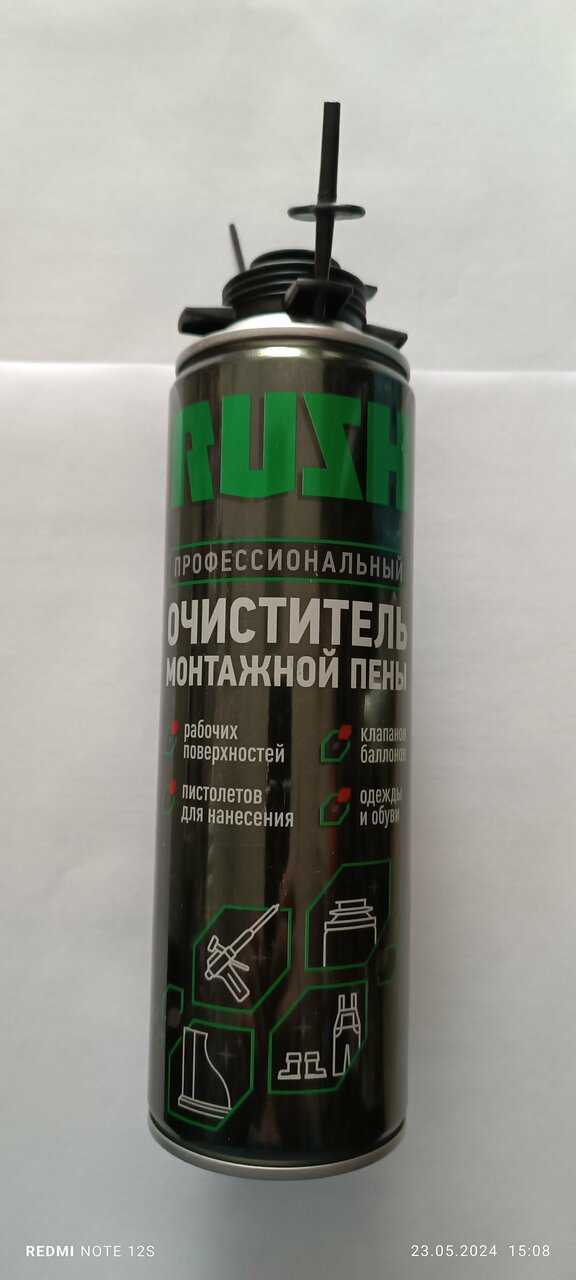 RUSH
ПРОФЕССИОНАЛЬНЫЙ
ОЧИСТИТЕЛЬ
МОНТАЖНОЙ ПЕНЫ
рабочих
поверхностей
клапанов
баллонов
пистолетов
для нанесения
одежды
и обуви
REDMI NOTE 12S
23.05.2024 15:08